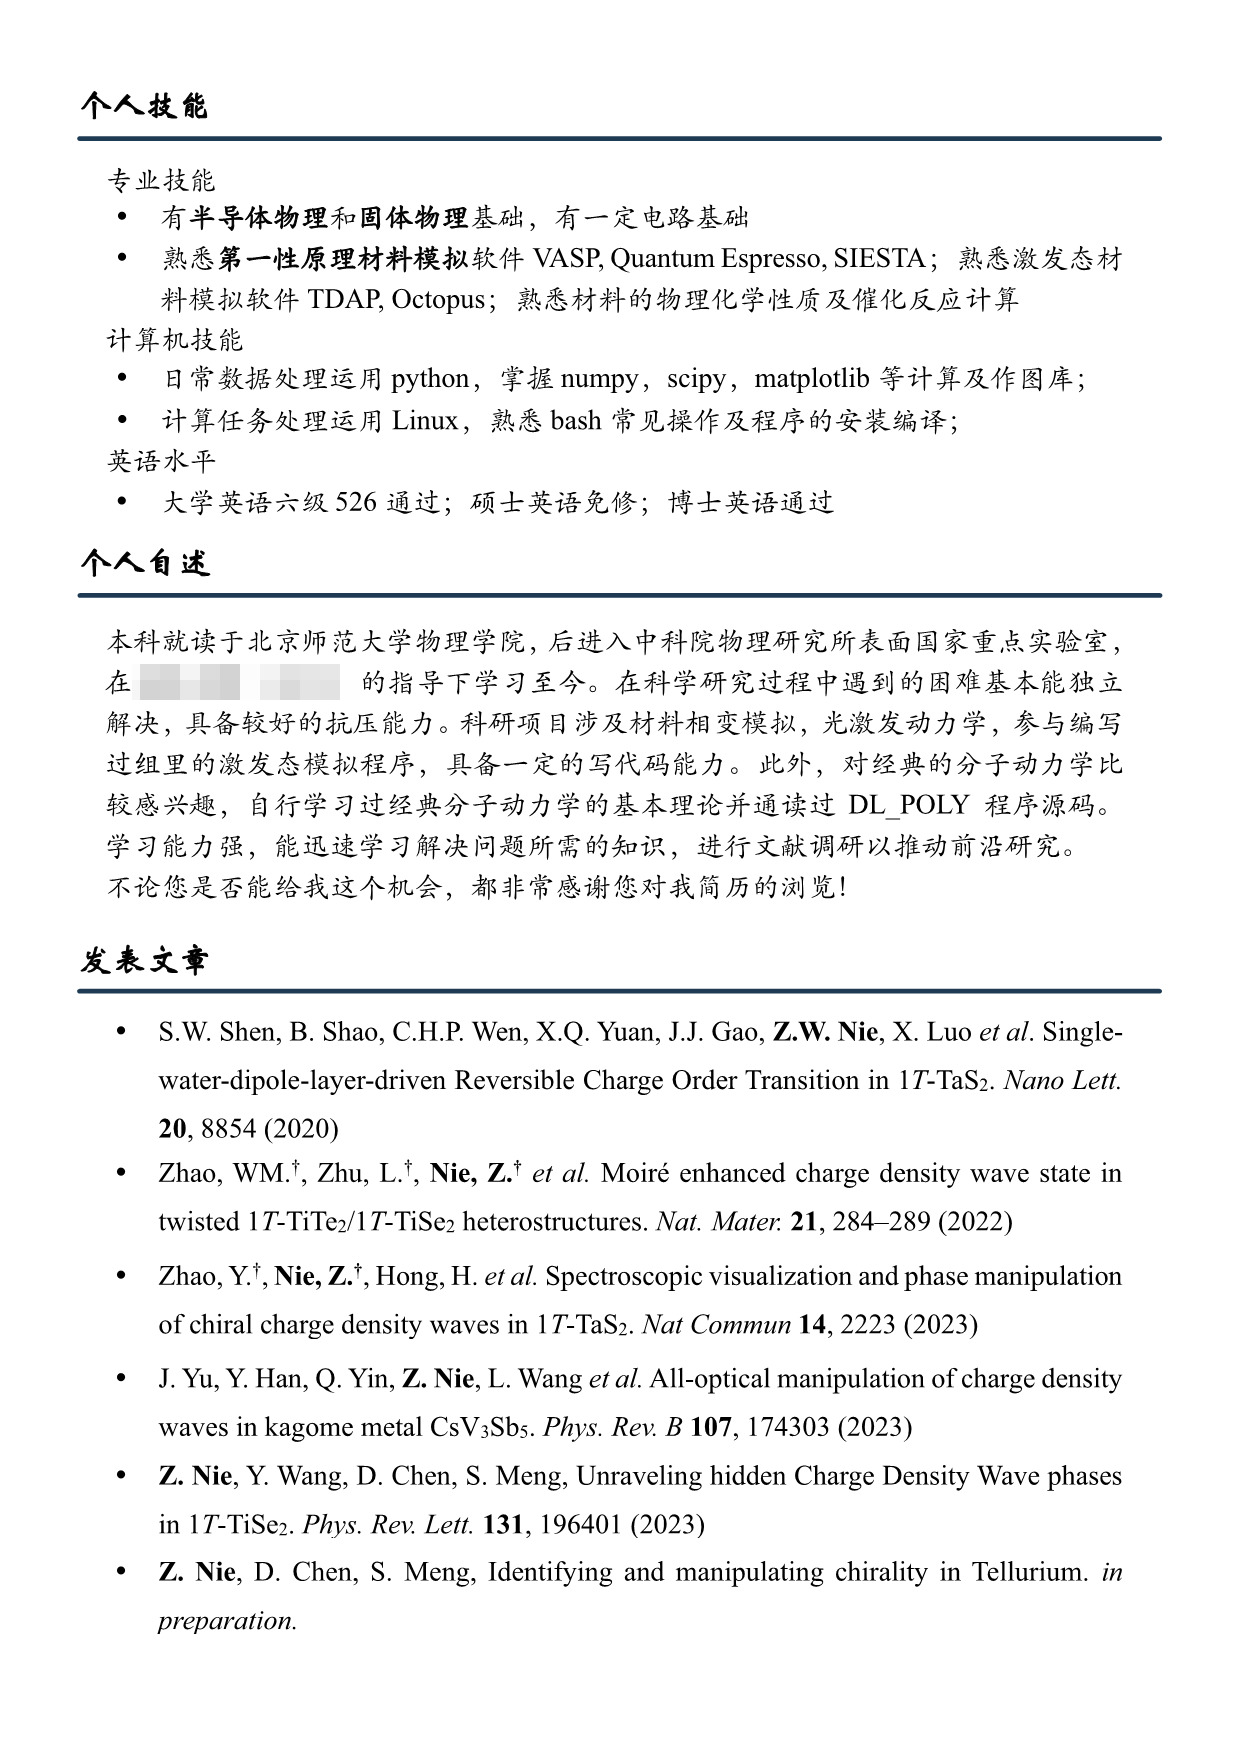 个人技能
专业技能
• 有半导体物理和固体物理基础，有一定电路基础
• 熟悉第一性原理材料模拟软件 VASP, Quantum Espresso, SIESTA；熟悉激发态材
料模拟软件 TDAP, Octopus；熟悉材料的物理化学性质及催化反应计算
计算机技能
• 日常数据处理运用 python，掌握 numpy，scipy，matplotlib 等计算及作图库；
• 计算任务处理运用 Linux，熟悉 bash 常见操作及程序的安装编译；
英语水平
• 大学英语六级 526 通过；硕士英语免修；博士英语通过
个人自述
本科就读于北京师范大学物理学院，后进入中科院物理研究所表面国家重点实验室，
在 的指导下学习至今。在科学研究过程中遇到的困难基本能独立
解决，具备较好的抗压能力。科研项目涉及材料相变模拟，光激发动力学，参与编写
过组里的激发态模拟程序，具备一定的写代码能力。此外，对经典的分子动力学比
较感兴趣，自行学习过经典分子动力学的基本理论并通读过 DL_POLY 程序源码。
学习能力强，能迅速学习解决问题所需的知识，进行文献调研以推动前沿研究。
不论您是否能给我这个机会，都非常感谢您对我简历的浏览！
发表文章
• S.W. Shen, B. Shao, C.H.P. Wen, X.Q. Yuan, J.J. Gao, Z.W. Nie, X. Luo et al. Single-
water-dipole-layer-driven Reversible Charge Order Transition in 1T-TaS₂. Nano Lett.
20, 8854 (2020)
• Zhao, WM.†, Zhu, L.†, Nie, Z.† et al. Moiré enhanced charge density wave state in
twisted 1T-TiTe₂/1T-TiSe₂ heterostructures. Nat. Mater. 21, 284–289 (2022)
• Zhao, Y.†, Nie, Z.†, Hong, H. et al. Spectroscopic visualization and phase manipulation
of chiral charge density waves in 1T-TaS₂. Nat Commun 14, 2223 (2023)
• J. Yu, Y. Han, Q. Yin, Z. Nie, L. Wang et al. All-optical manipulation of charge density
waves in kagome metal CsV₃Sb₅. Phys. Rev. B 107, 174303 (2023)
• Z. Nie, Y. Wang, D. Chen, S. Meng, Unraveling hidden Charge Density Wave phases
in 1T-TiSe₂. Phys. Rev. Lett. 131, 196401 (2023)
• Z. Nie, D. Chen, S. Meng, Identifying and manipulating chirality in Tellurium. in
preparation.